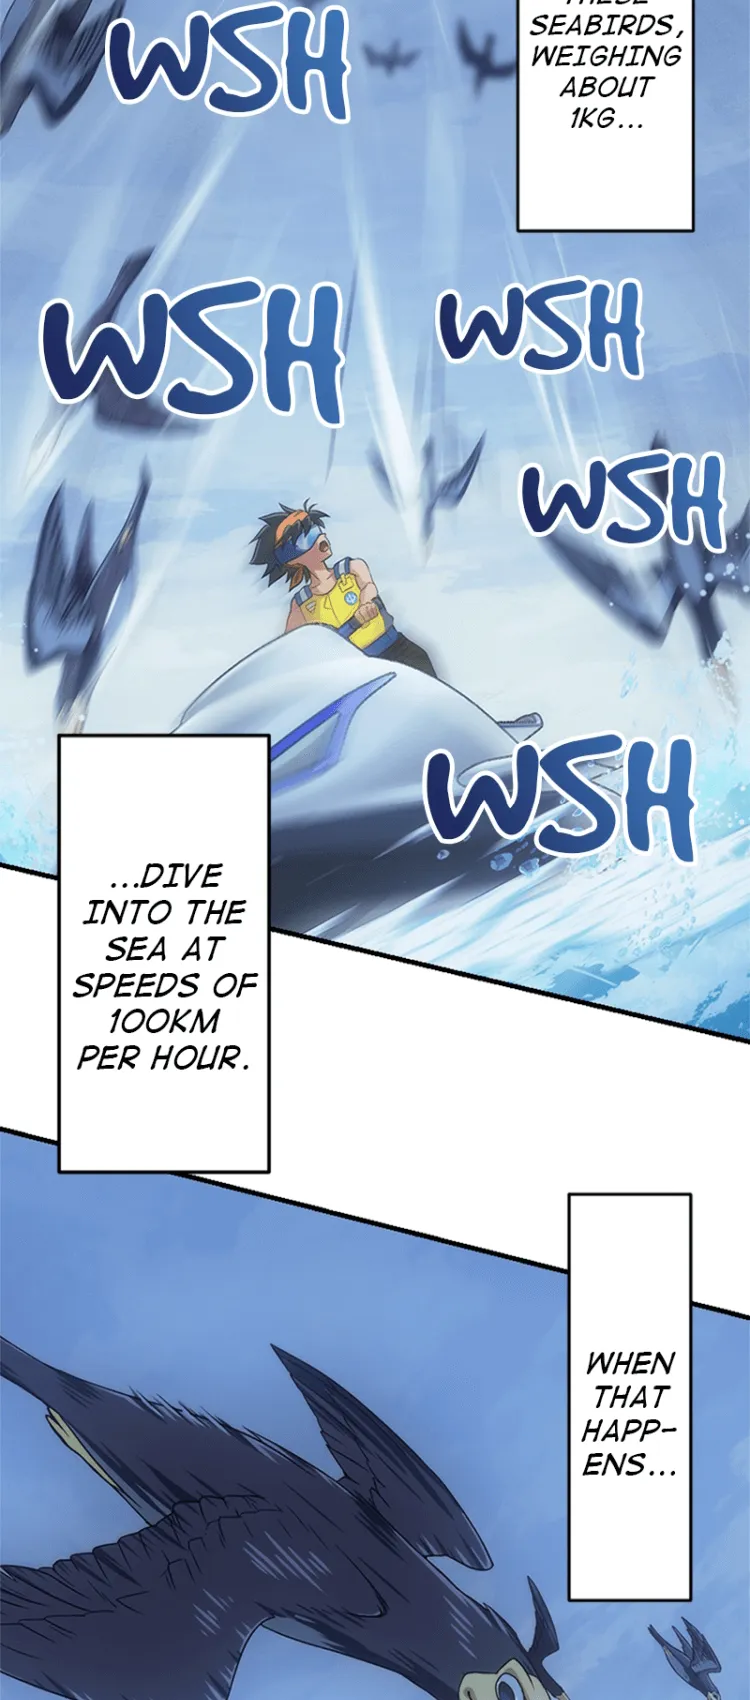 THESE
SEABIRDS,
WEIGHING
ABOUT
1KG...
WSH
WSH
WSH
WSH
WSH
...DIVE
INTO THE
SEA AT
SPEEDS OF
100KM
PER HOUR.
WHEN
THAT
HAPP-
ENS...